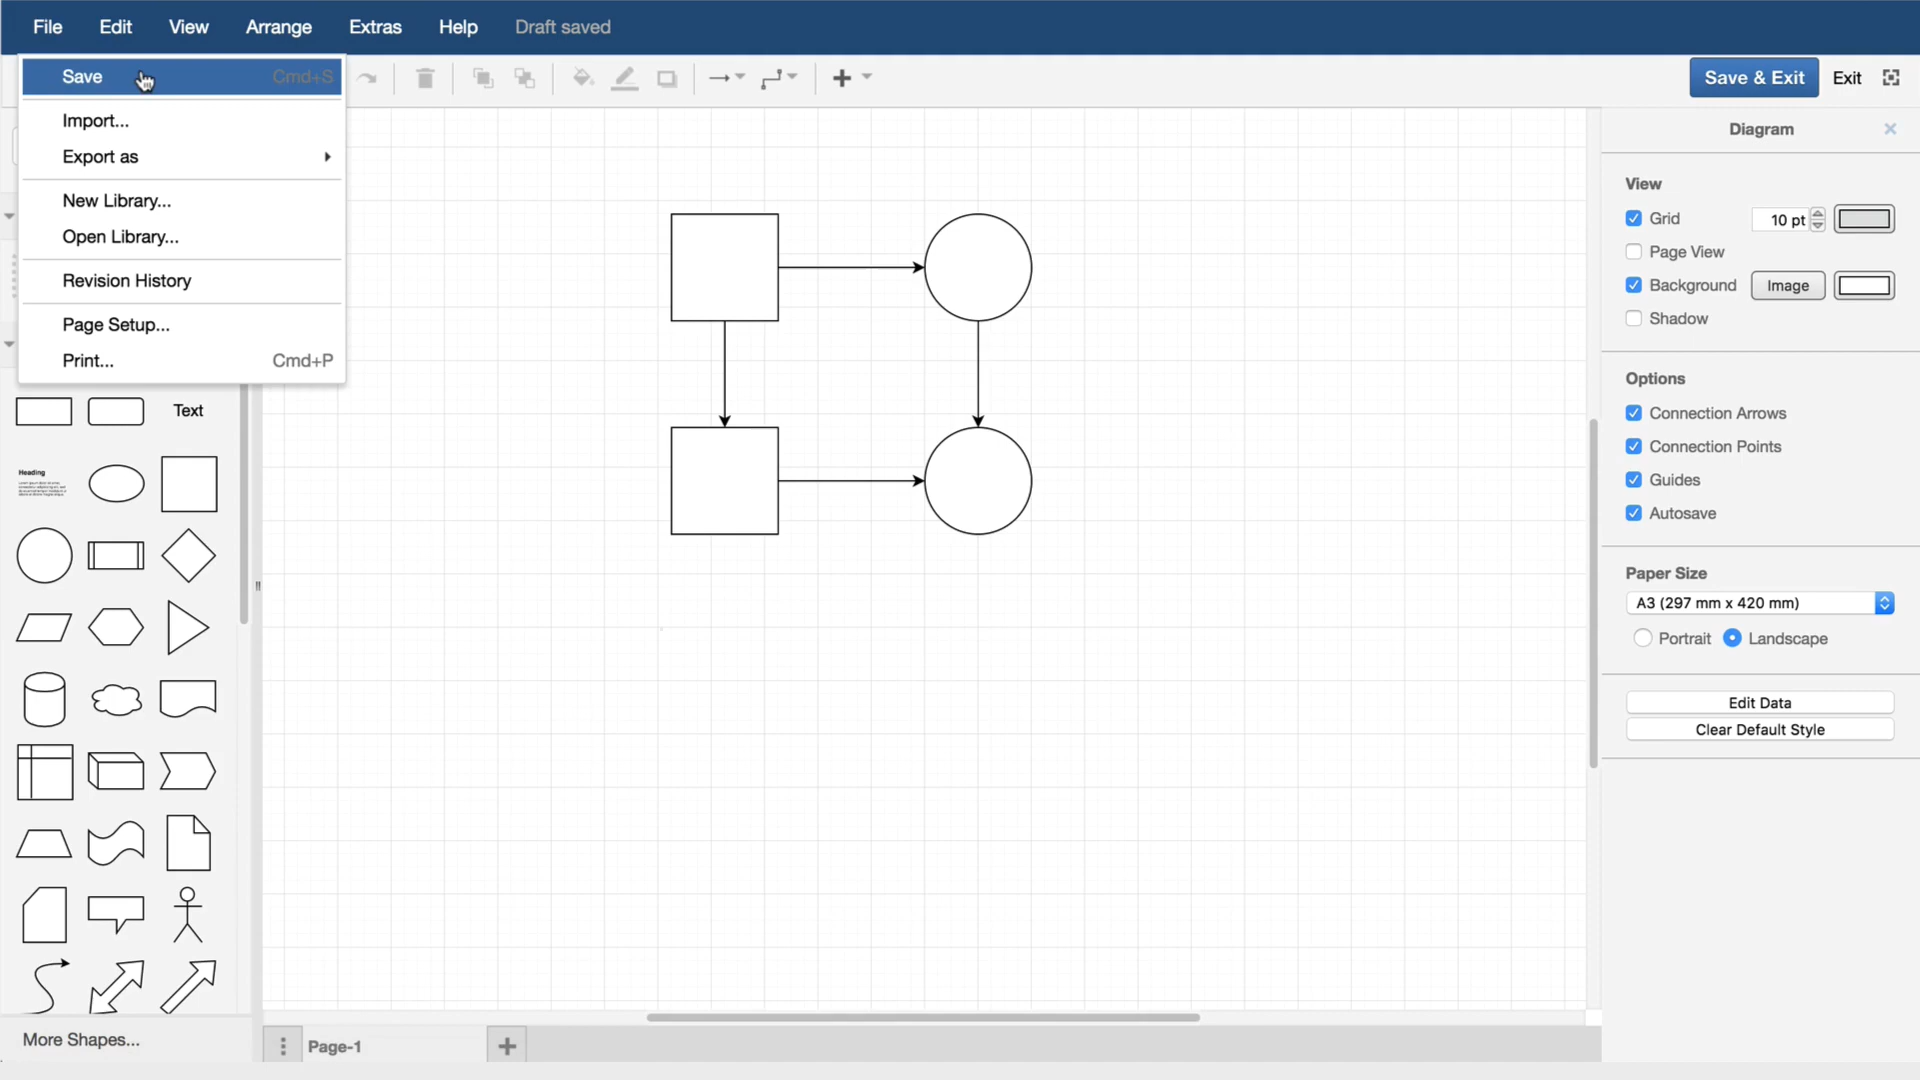 File Edit View Arrange Extras Help Draft saved
Save Cmd+S
Save & Exit Exit
Import...
Export as
New Library...
Open Library...
Revision History
Page Setup...
Print... Cmd+P
Text
Heading
More Shapes...
Page-1
Diagram
View
Grid 10 pt
Page View
Background Image
Shadow
Options
Connection Arrows
Connection Points
Guides
Autosave
Paper Size
A3 (297 mm x 420 mm)
Portrait Landscape
Edit Data
Clear Default Style